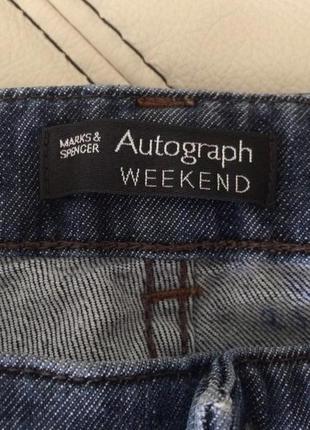 MARKS &
SPENCER
Autograph
WEEKEND